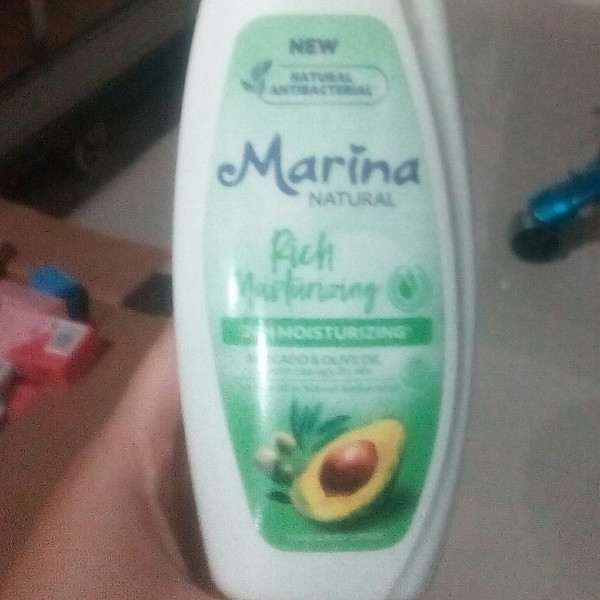 NEW
NATURAL
ANTIBACTERIAL
Marina
NATURAL
Rich
Moisturizing
24H MOISTURIZING*
AVOCADO & OLIVE OIL